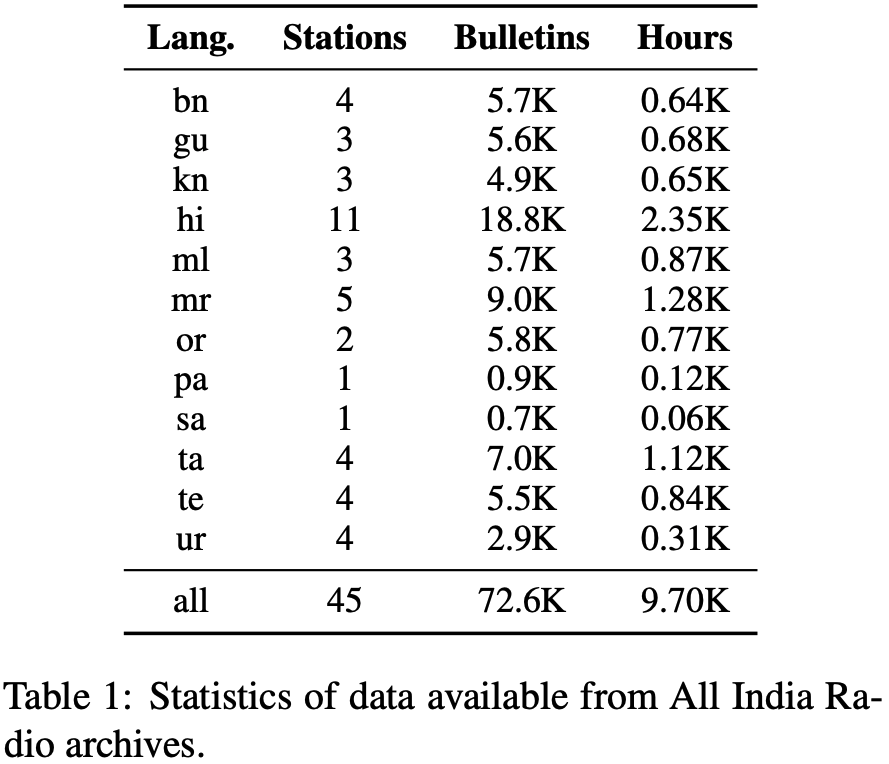 Lang. Stations Bulletins Hours
bn 4 5.7K 0.64K
gu 3 5.6K 0.68K
kn 3 4.9K 0.65K
hi 11 18.8K 2.35K
ml 3 5.7K 0.87K
mr 5 9.0K 1.28K
or 2 5.8K 0.77K
pa 1 0.9K 0.12K
sa 1 0.7K 0.06K
ta 4 7.0K 1.12K
te 4 5.5K 0.84K
ur 4 2.9K 0.31K
all 45 72.6K 9.70K
Table 1: Statistics of data available from All India Ra-
dio archives.